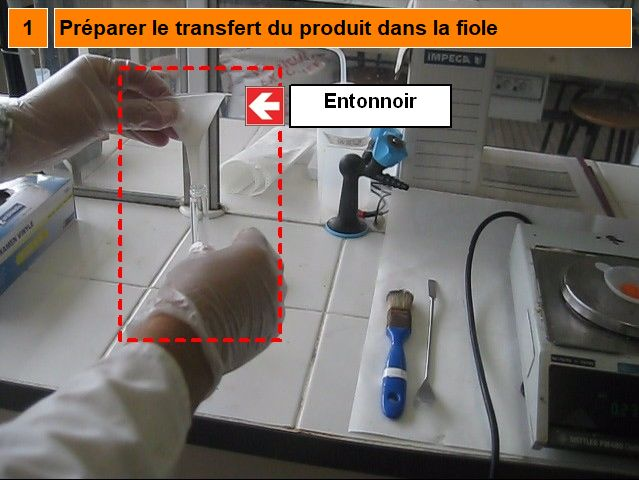 1 Préparer le transfert du produit dans la fiole
IMPECA
Entonnoir